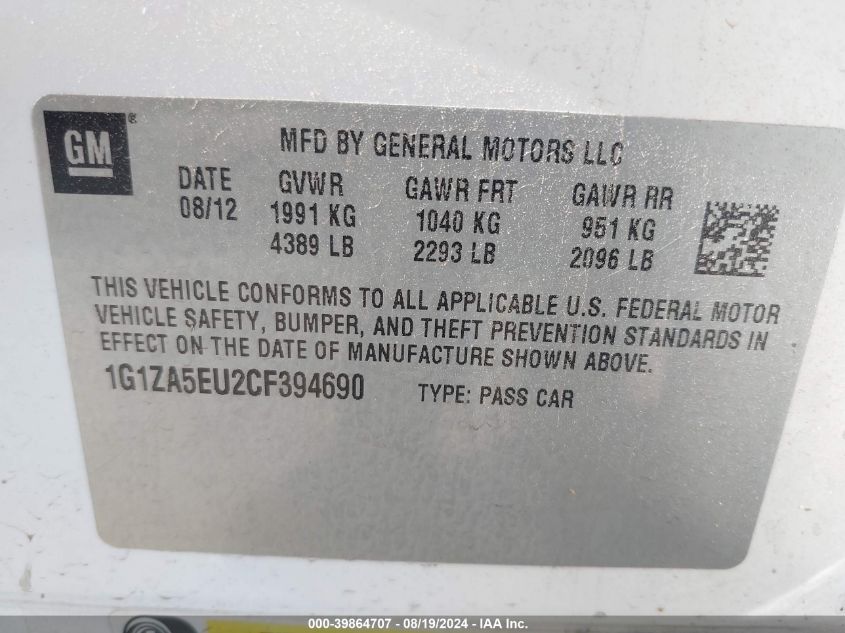 GM®
MFD BY GENERAL MOTORS LLC
DATE GVWR GAWR FRT GAWR RR
08/12 1991 KG 1040 KG 951 KG
4389 LB 2293 LB 2096 LB
THIS VEHICLE CONFORMS TO ALL APPLICABLE U.S. FEDERAL MOTOR
VEHICLE SAFETY, BUMPER, AND THEFT PREVENTION STANDARDS IN
EFFECT ON THE DATE OF MANUFACTURE SHOWN ABOVE.
1G1ZA5EU2CF394690 TYPE: PASS CAR
000-39864707 - 08/19/2024 - IAA Inc.